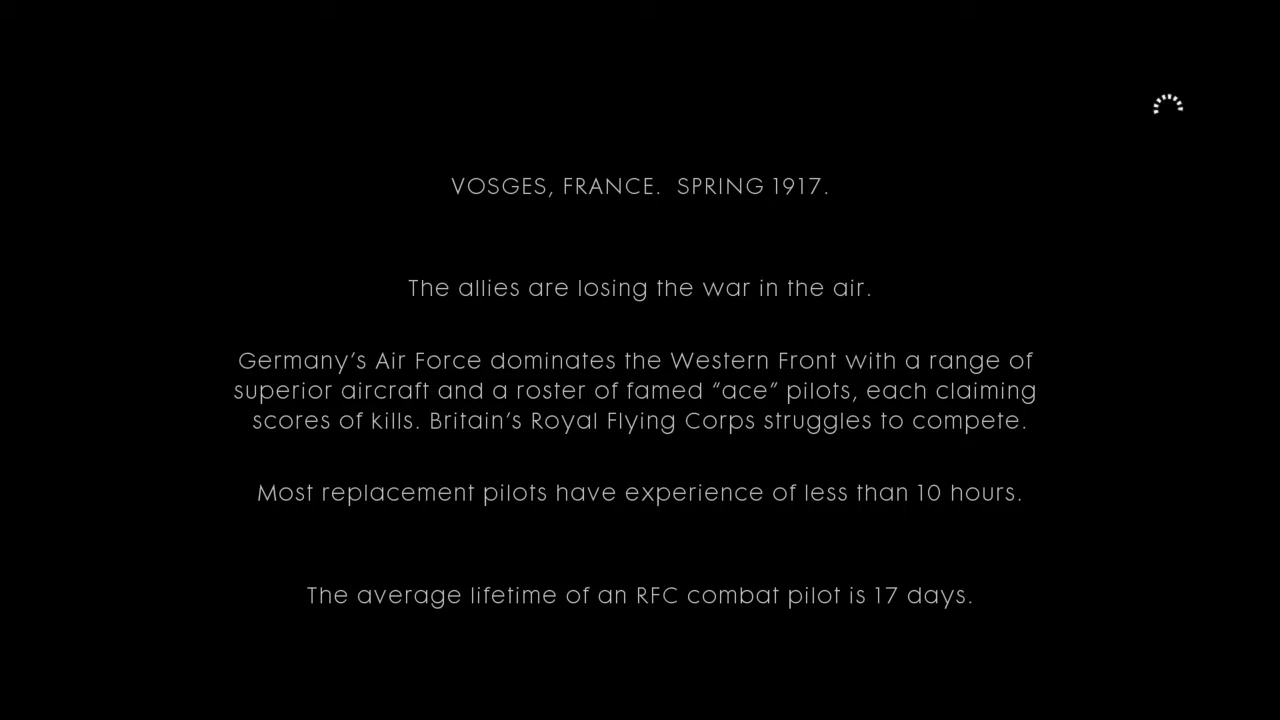 VOSGES, FRANCE.  SPRING 1917.
The allies are losing the war in the air.
Germany’s Air Force dominates the Western Front with a range of
superior aircraft and a roster of famed “ace” pilots, each claiming
scores of kills. Britain’s Royal Flying Corps struggles to compete.
Most replacement pilots have experience of less than 10 hours.
The average lifetime of an RFC combat pilot is 17 days.